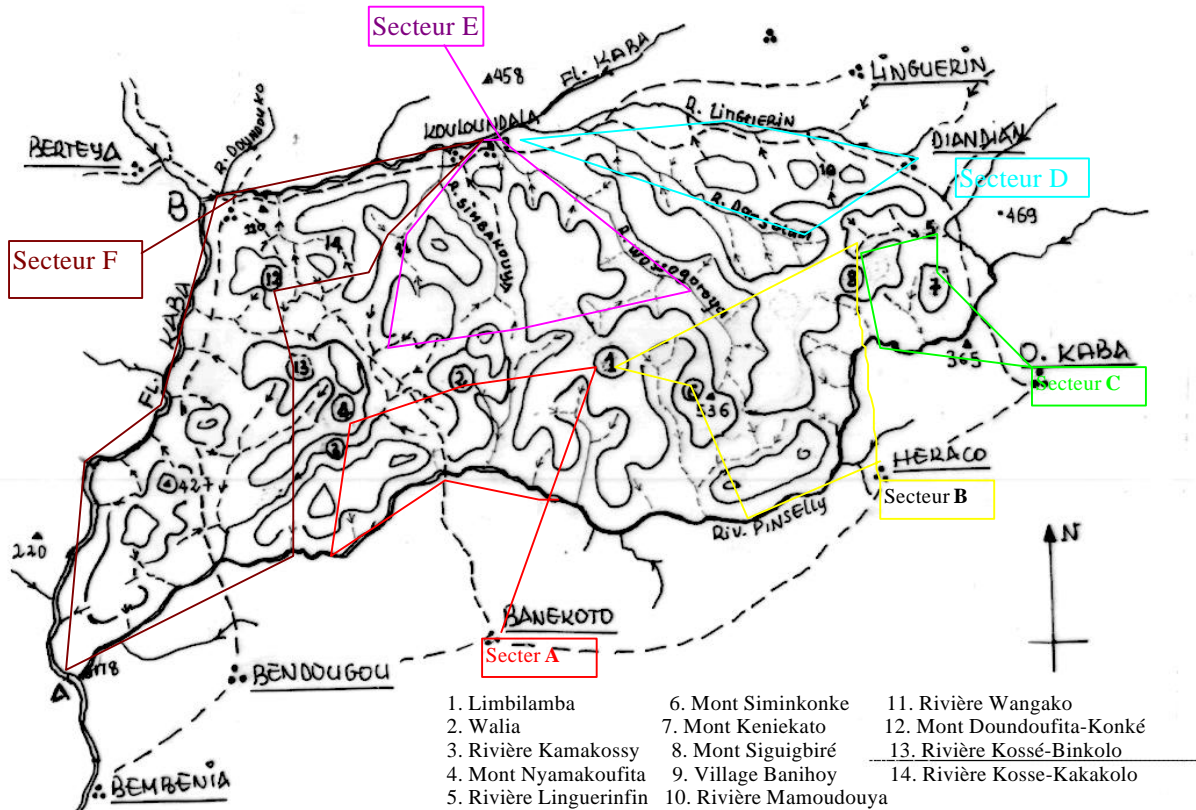 Secteur E
458
FL. KABA
LINGUERIN
KOULOUNDALA
R. LINGUERIN
R. DOUNDOUKO
BERTEYA
DIANDIAN
Secteur D
B
R. SIMBAKOUNI
469
5
Secteur F
14
12
8
7
KABA
FL.
1
365
O. KABA
Secteur C
13
2
4
6
536
3
427
HERACO
Secteur B
RIV. PINSELLY
220
N
BANEKOTO
Secter A
A
178
BENDOUGOU
BEMBENIA
1. Limbilamba
2. Walia
3. Rivière Kamakossy
4. Mont Nyamakoufita
5. Rivière Linguerinfin
6. Mont Siminkonke
7. Mont Keniekato
8. Mont Siguigbiré
9. Village Banihoy
10. Rivière Mamoudouya
11. Rivière Wangako
12. Mont Doundoufita-Konké
13. Rivière Kossé-Binkolo
14. Rivière Kosse-Kakakolo